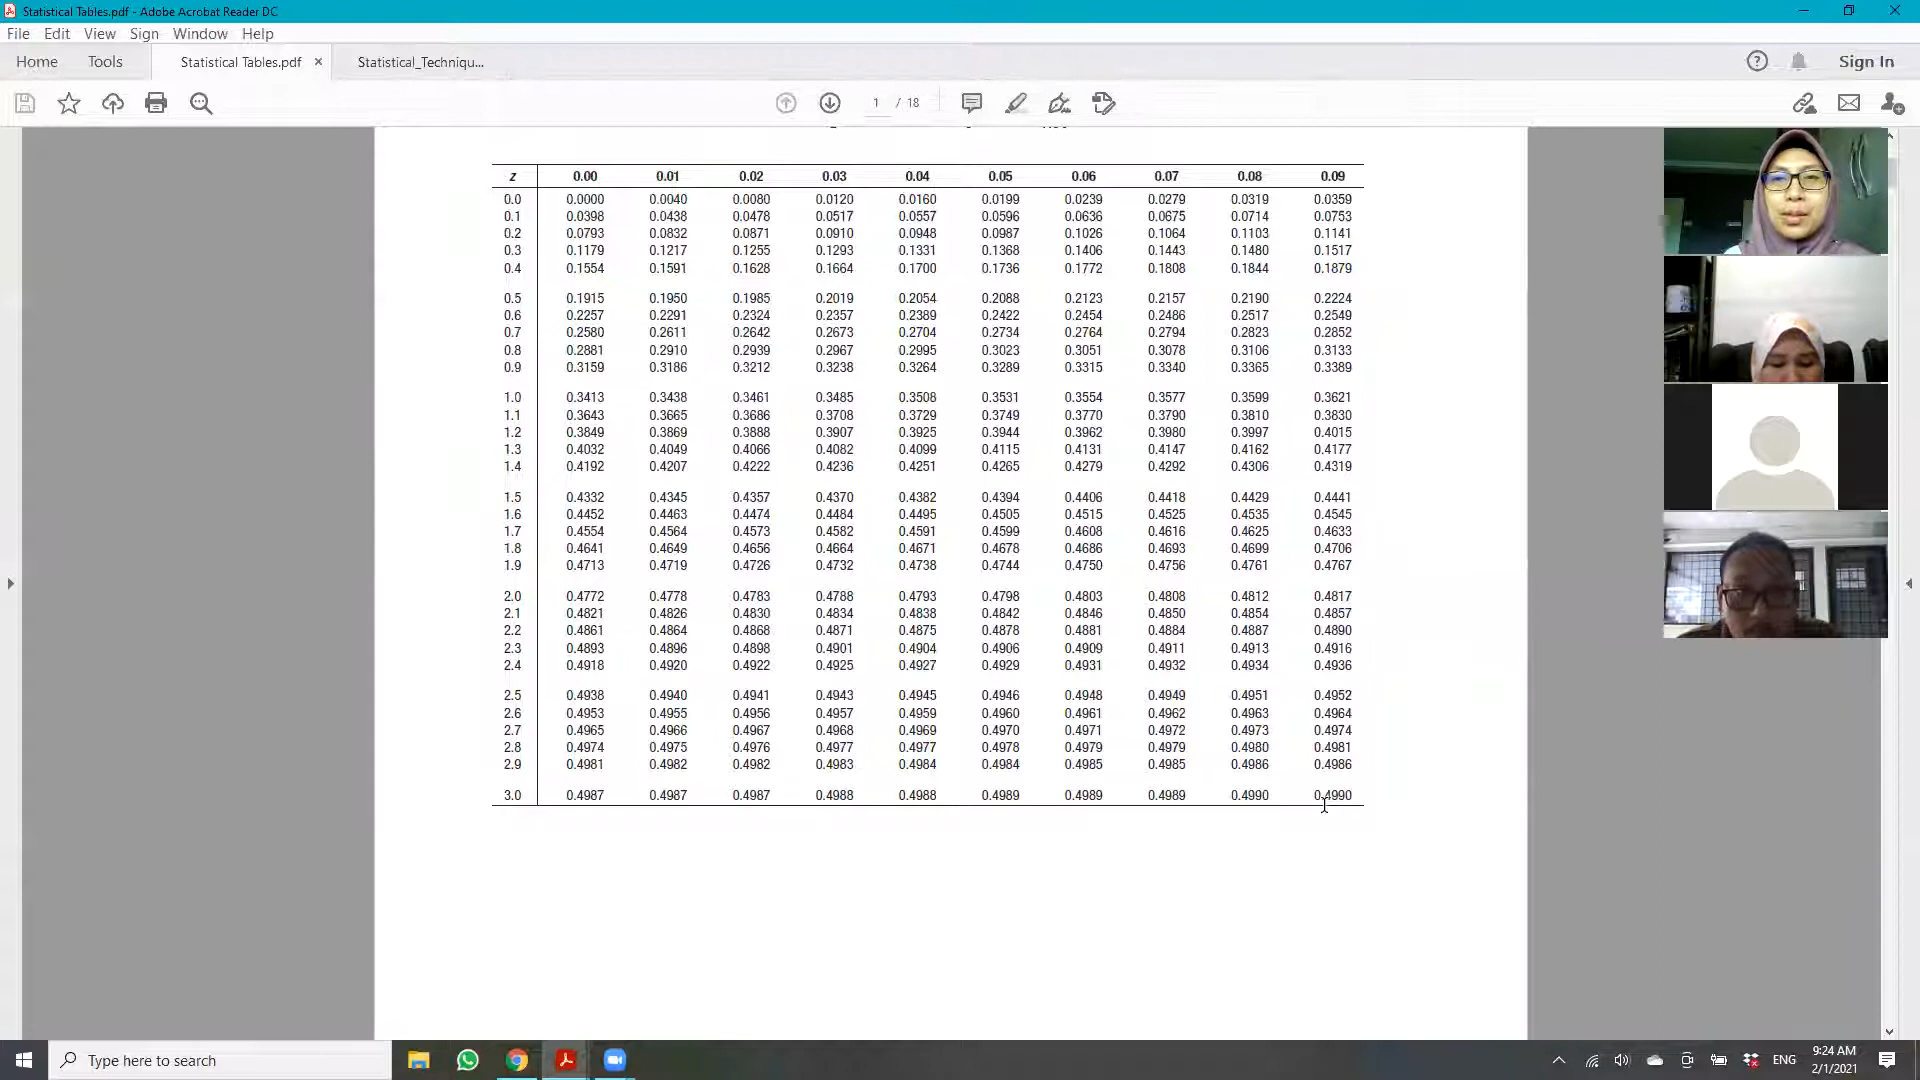 Statistical Tables.pdf - Adobe Acrobat Reader DC
File Edit View Sign Window Help
Home Tools Statistical Tables.pdf × Statistical_Techniqu... Sign In
1 / 18
z 0.00 0.01 0.02 0.03 0.04 0.05 0.06 0.07 0.08 0.09
0.0 0.0000 0.0040 0.0080 0.0120 0.0160 0.0199 0.0239 0.0279 0.0319 0.0359
0.1 0.0398 0.0438 0.0478 0.0517 0.0557 0.0596 0.0636 0.0675 0.0714 0.0753
0.2 0.0793 0.0832 0.0871 0.0910 0.0948 0.0987 0.1026 0.1064 0.1103 0.1141
0.3 0.1179 0.1217 0.1255 0.1293 0.1331 0.1368 0.1406 0.1443 0.1480 0.1517
0.4 0.1554 0.1591 0.1628 0.1664 0.1700 0.1736 0.1772 0.1808 0.1844 0.1879
0.5 0.1915 0.1950 0.1985 0.2019 0.2054 0.2088 0.2123 0.2157 0.2190 0.2224
0.6 0.2257 0.2291 0.2324 0.2357 0.2389 0.2422 0.2454 0.2486 0.2517 0.2549
0.7 0.2580 0.2611 0.2642 0.2673 0.2704 0.2734 0.2764 0.2794 0.2823 0.2852
0.8 0.2881 0.2910 0.2939 0.2967 0.2995 0.3023 0.3051 0.3078 0.3106 0.3133
0.9 0.3159 0.3186 0.3212 0.3238 0.3264 0.3289 0.3315 0.3340 0.3365 0.3389
1.0 0.3413 0.3438 0.3461 0.3485 0.3508 0.3531 0.3554 0.3577 0.3599 0.3621
1.1 0.3643 0.3665 0.3686 0.3708 0.3729 0.3749 0.3770 0.3790 0.3810 0.3830
1.2 0.3849 0.3869 0.3888 0.3907 0.3925 0.3944 0.3962 0.3980 0.3997 0.4015
1.3 0.4032 0.4049 0.4066 0.4082 0.4099 0.4115 0.4131 0.4147 0.4162 0.4177
1.4 0.4192 0.4207 0.4222 0.4236 0.4251 0.4265 0.4279 0.4292 0.4306 0.4319
1.5 0.4332 0.4345 0.4357 0.4370 0.4382 0.4394 0.4406 0.4418 0.4429 0.4441
1.6 0.4452 0.4463 0.4474 0.4484 0.4495 0.4505 0.4515 0.4525 0.4535 0.4545
1.7 0.4554 0.4564 0.4573 0.4582 0.4591 0.4599 0.4608 0.4616 0.4625 0.4633
1.8 0.4641 0.4649 0.4656 0.4664 0.4671 0.4678 0.4686 0.4693 0.4699 0.4706
1.9 0.4713 0.4719 0.4726 0.4732 0.4738 0.4744 0.4750 0.4756 0.4761 0.4767
2.0 0.4772 0.4778 0.4783 0.4788 0.4793 0.4798 0.4803 0.4808 0.4812 0.4817
2.1 0.4821 0.4826 0.4830 0.4834 0.4838 0.4842 0.4846 0.4850 0.4854 0.4857
2.2 0.4861 0.4864 0.4868 0.4871 0.4875 0.4878 0.4881 0.4884 0.4887 0.4890
2.3 0.4893 0.4896 0.4898 0.4901 0.4904 0.4906 0.4909 0.4911 0.4913 0.4916
2.4 0.4918 0.4920 0.4922 0.4925 0.4927 0.4929 0.4931 0.4932 0.4934 0.4936
2.5 0.4938 0.4940 0.4941 0.4943 0.4945 0.4946 0.4948 0.4949 0.4951 0.4952
2.6 0.4953 0.4955 0.4956 0.4957 0.4959 0.4960 0.4961 0.4962 0.4963 0.4964
2.7 0.4965 0.4966 0.4967 0.4968 0.4969 0.4970 0.4971 0.4972 0.4973 0.4974
2.8 0.4974 0.4975 0.4976 0.4977 0.4977 0.4978 0.4979 0.4979 0.4980 0.4981
2.9 0.4981 0.4982 0.4982 0.4983 0.4984 0.4984 0.4985 0.4985 0.4986 0.4986
3.0 0.4987 0.4987 0.4987 0.4988 0.4988 0.4989 0.4989 0.4989 0.4990 0.4990
Type here to search ENG 9:24 AM
2/1/2021